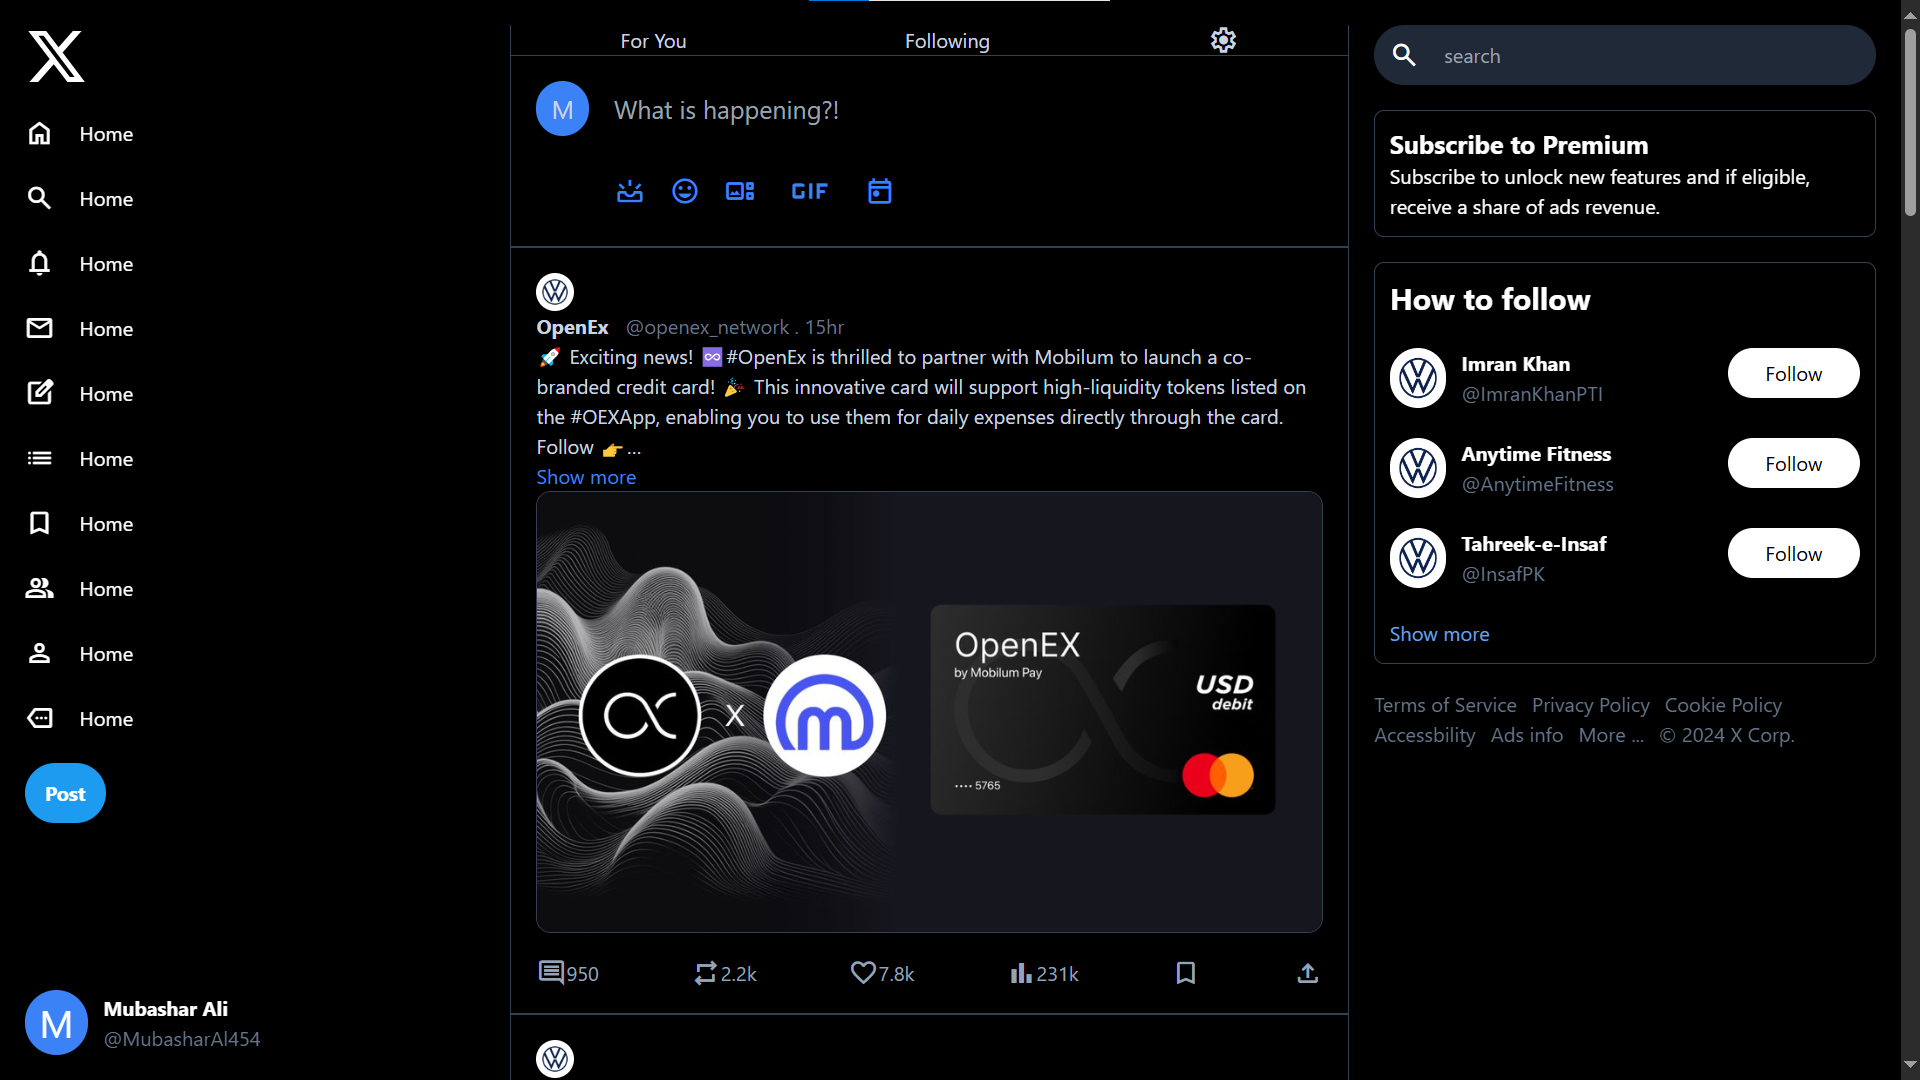 Home
Home
Home
Home
Home
Home
Home
Home
Home
Home
Post
M
Mubashar Ali
@MubasharAl454
For You
Following
M
What is happening?!
GIF
OpenEx @openex_network . 15hr
🚀 Exciting news! ♾️#OpenEx is thrilled to partner with Mobilum to launch a co-
branded credit card! 🎉 This innovative card will support high-liquidity tokens listed on
the #OEXApp, enabling you to use them for daily expenses directly through the card.
Follow 👉...
Show more
X
m
OpenEX
by Mobilum Pay
USD
debit
•••• 5765
950
2.2k
7.8k
231k
search
Subscribe to Premium
Subscribe to unlock new features and if eligible,
receive a share of ads revenue.
How to follow
Imran Khan
@ImranKhanPTI
Follow
Anytime Fitness
@AnytimeFitness
Follow
Tahreek-e-Insaf
@InsafPK
Follow
Show more
Terms of Service Privacy Policy Cookie Policy
Accessbility Ads info More ... © 2024 X Corp.